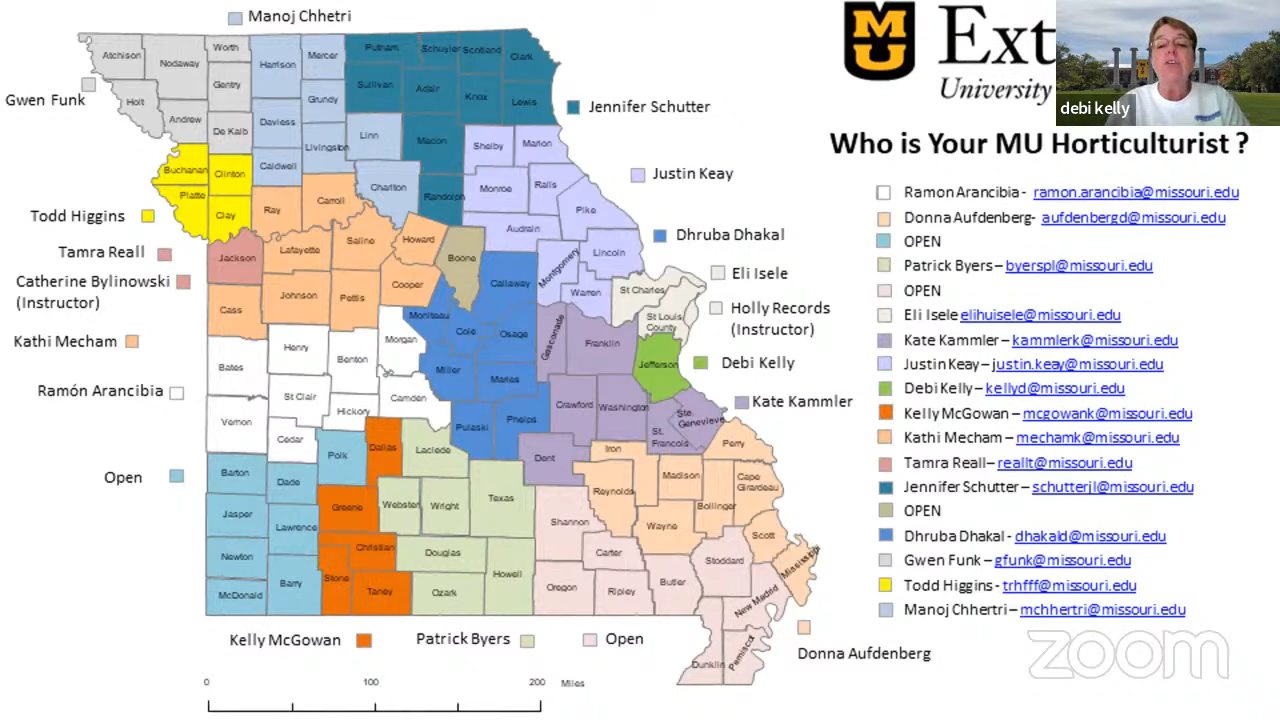 Manoj Chhetri
Ext
University
debi kelly
Who is Your MU Horticulturist ?
Gwen Funk
Jennifer Schutter
Justin Keay
Todd Higgins
Dhruba Dhakal
Tamra Reall
Catherine Bylinowski
(Instructor)
Eli Isele
Holly Records
(Instructor)
Kathi Mecham
Debi Kelly
Ramón Arancibia
Kate Kammler
Open
Kelly McGowan
Patrick Byers
Open
Donna Aufdenberg
Atchison
Nodaway
Worth
Harrison
Mercer
Putnam
Schuyler
Scotland
Clark
Holt
Gentry
Sullivan
Adair
Knox
Lewis
Andrew
De Kalb
Daviess
Grundy
Linn
Macon
Shelby
Marion
Buchanan
Clinton
Caldwell
Livingston
Chariton
Randolph
Monroe
Ralls
Pike
Platte
Clay
Ray
Carroll
Audrain
Jackson
Lafayette
Saline
Howard
Boone
Callaway
Montgomery
Lincoln
Warren
St Charles
Cass
Johnson
Pettis
Cooper
Moniteau
Cole
Osage
Gasconade
Franklin
St Louis
County
Jefferson
Bates
Henry
Benton
Morgan
Miller
Maries
St Clair
Camden
Crawford
Washington
Ste.
Genevieve
Vernon
Hickory
Pulaski
Phelps
St.
Francois
Perry
Cedar
Polk
Dallas
Laclede
Dent
Iron
Barton
Dade
Madison
Cape
Girardeau
Jasper
Lawrence
Greene
Webster
Wright
Texas
Shannon
Reynolds
Wayne
Bollinger
Scott
Newton
Christian
Douglas
Carter
Stoddard
Mississippi
McDonald
Barry
Stone
Taney
Ozark
Howell
Oregon
Ripley
Butler
New Madrid
Dunklin
Pemiscot
0 100 200 Miles
Ramon Arancibia - ramon.arancibia@missouri.edu
Donna Aufdenberg- aufdenbergd@missouri.edu
OPEN
Patrick Byers – byerspl@missouri.edu
OPEN
Eli Isele elihuisele@missouri.edu
Kate Kammler – kammlerk@missouri.edu
Justin Keay – justin.keay@missouri.edu
Debi Kelly – kellyd@missouri.edu
Kelly McGowan – mcgowank@missouri.edu
Kathi Mecham – mechamk@missouri.edu
Tamra Reall – reallt@missouri.edu
Jennifer Schutter – schutterjl@missouri.edu
OPEN
Dhruba Dhakal - dhakald@missouri.edu
Gwen Funk – gfunk@missouri.edu
Todd Higgins – trhfff@missouri.edu
Manoj Chhertri – mchhertri@missouri.edu
zoom